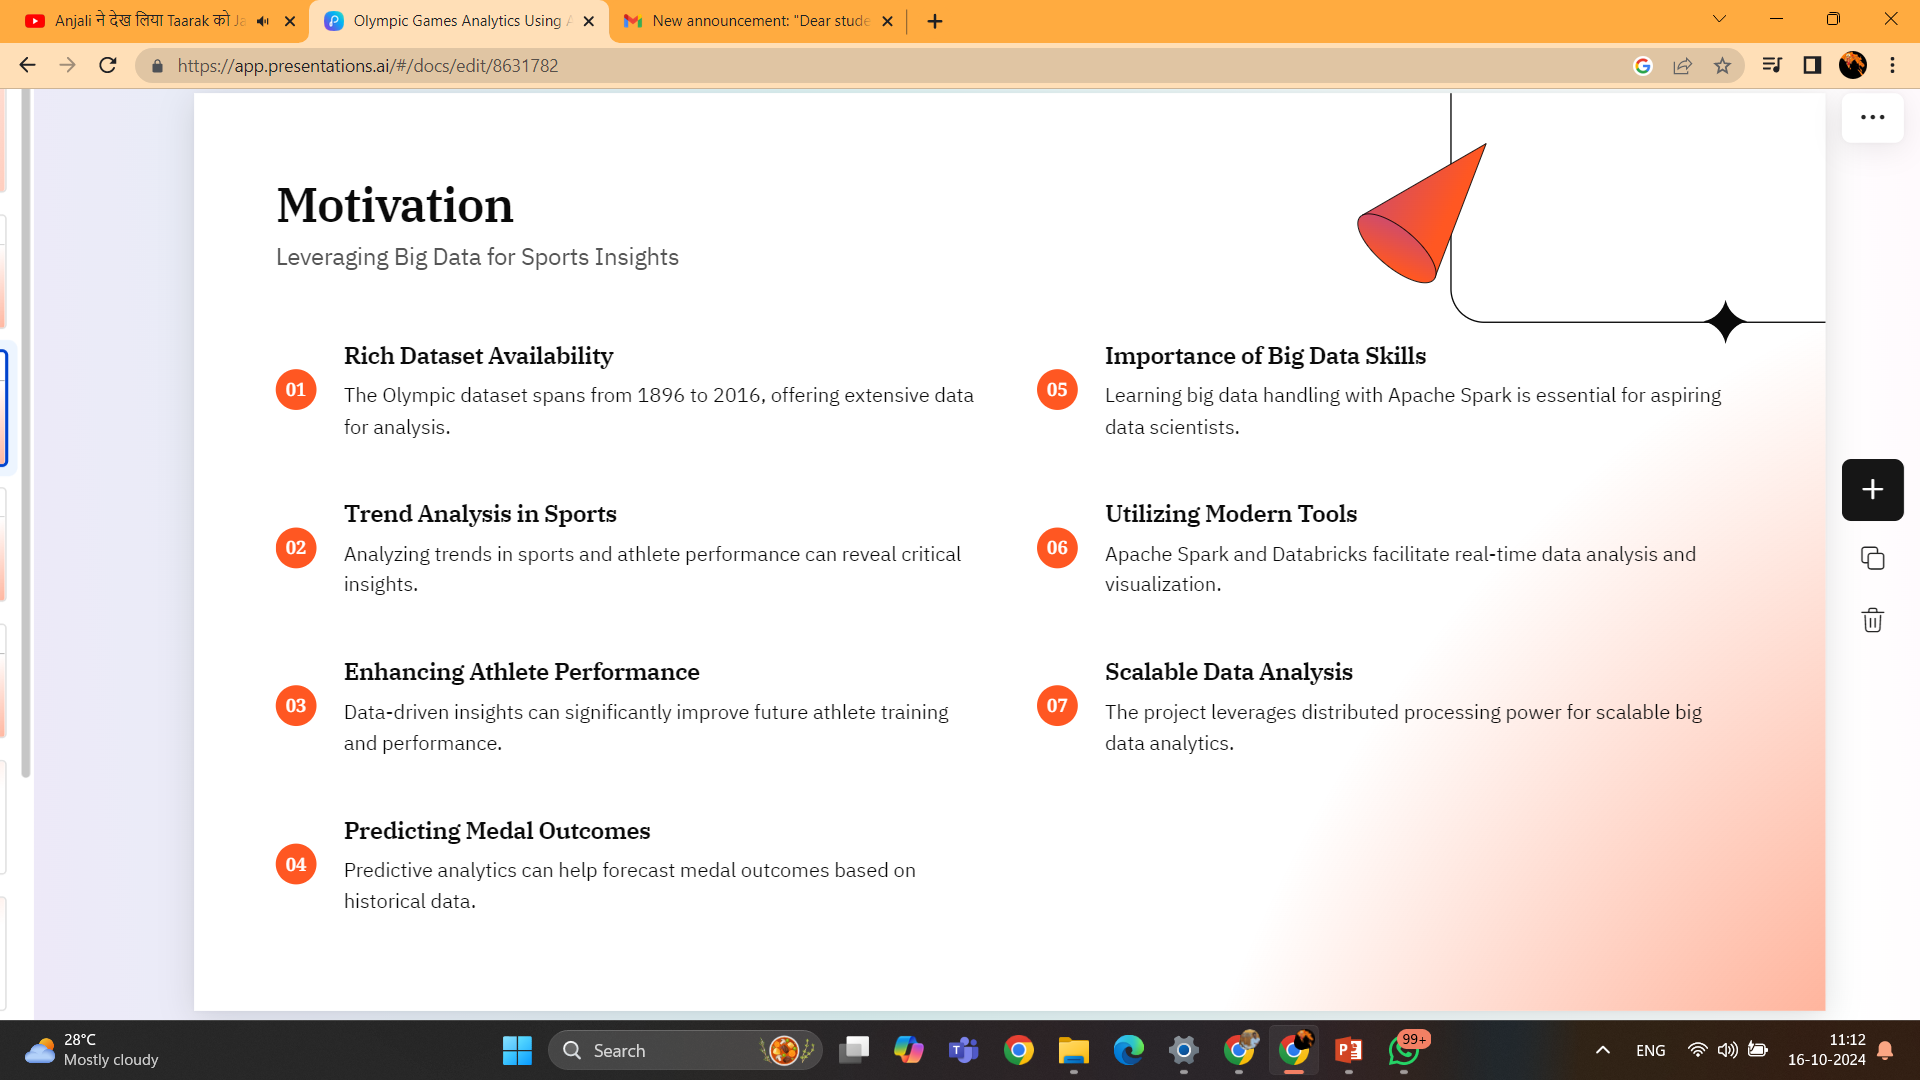 Anjali ने देख लिया Taarak को Ja
Olympic Games Analytics Using A
New announcement: "Dear stude
https://app.presentations.ai/#/docs/edit/8631782
Motivation
Leveraging Big Data for Sports Insights
01
Rich Dataset Availability
The Olympic dataset spans from 1896 to 2016, offering extensive data
for analysis.
02
Trend Analysis in Sports
Analyzing trends in sports and athlete performance can reveal critical
insights.
03
Enhancing Athlete Performance
Data-driven insights can significantly improve future athlete training
and performance.
04
Predicting Medal Outcomes
Predictive analytics can help forecast medal outcomes based on
historical data.
05
Importance of Big Data Skills
Learning big data handling with Apache Spark is essential for aspiring
data scientists.
06
Utilizing Modern Tools
Apache Spark and Databricks facilitate real-time data analysis and
visualization.
07
Scalable Data Analysis
The project leverages distributed processing power for scalable big
data analytics.
28°C
Mostly cloudy
Search
99+
ENG
11:12
16-10-2024